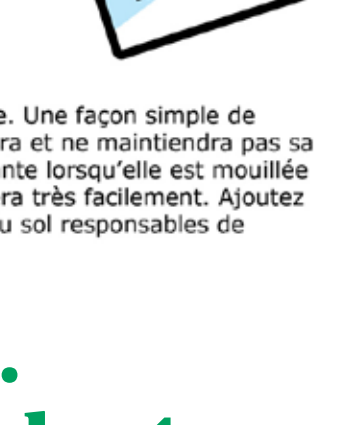 e. Une façon simple de
ra et ne maintiendra pas sa
nte lorsqu'elle est mouillée
ra très facilement. Ajoutez
u sol responsables de